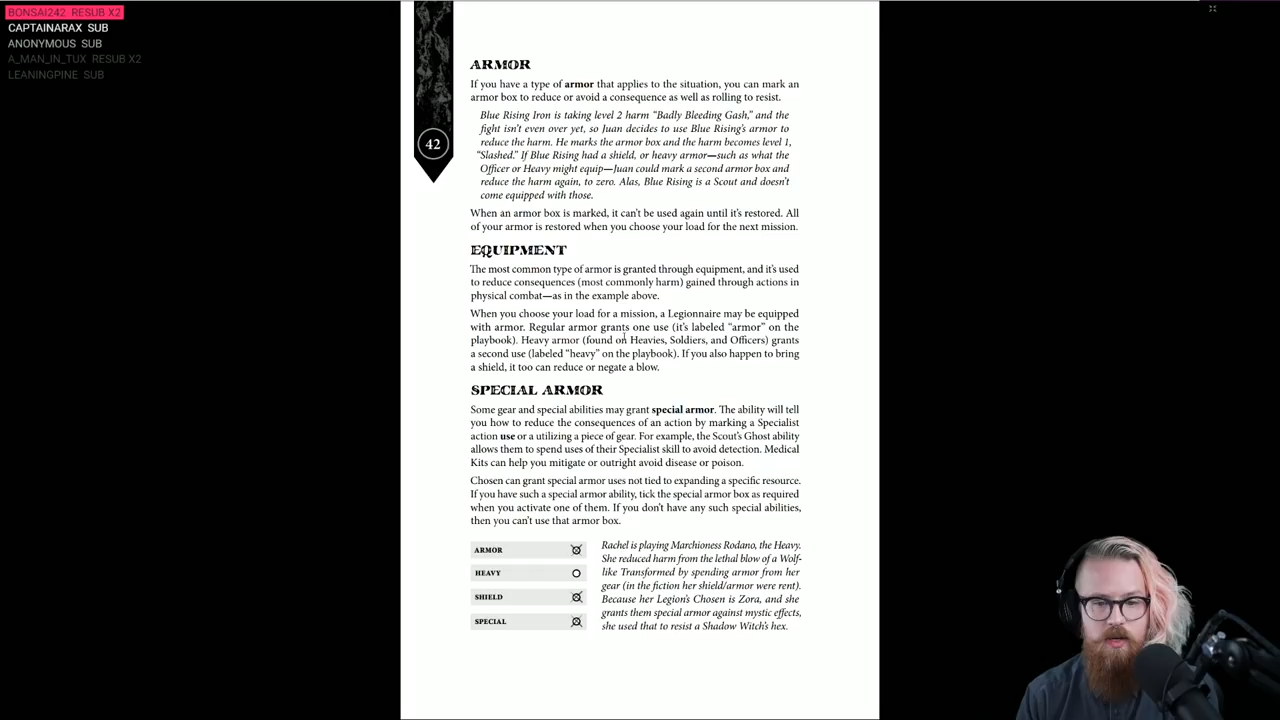 BONSAI242 RESUB X2
CAPTAINARAX SUB
ANONYMOUS SUB
A_MAN_IN_TUX RESUB X2
LEANINGPINE SUB
42
ARMOR
If you have a type of armor that applies to the situation, you can mark an
armor box to reduce or avoid a consequence as well as rolling to resist.
Blue Rising Iron is taking level 2 harm “Badly Bleeding Gash,” and the
fight isn’t even over yet, so Juan decides to use Blue Rising’s armor to
reduce the harm. He marks the armor box and the harm becomes level 1,
“Slashed.” If Blue Rising had a shield, or heavy armor—such as what the
Officer or Heavy might equip—Juan could mark a second armor box and
reduce the harm again, to zero. Alas, Blue Rising is a Scout and doesn’t
come equipped with those.
When an armor box is marked, it can’t be used again until it’s restored. All
of your armor is restored when you choose your load for the next mission.
EQUIPMENT
The most common type of armor is granted through equipment, and it’s used
to reduce consequences (most commonly harm) gained through actions in
physical combat—as in the example above.
When you choose your load for a mission, a Legionnaire may be equipped
with armor. Regular armor grants one use (it’s labeled “armor” on the
playbook). Heavy armor (found on Heavies, Soldiers, and Officers) grants
a second use (labeled “heavy” on the playbook). If you also happen to bring
a shield, it too can reduce or negate a blow.
SPECIAL ARMOR
Some gear and special abilities may grant special armor. The ability will tell
you how to reduce the consequences of an action by marking a Specialist
action use or a utilizing a piece of gear. For example, the Scout’s Ghost ability
allows them to spend uses of their Specialist skill to avoid detection. Medical
Kits can help you mitigate or outright avoid disease or poison.
Chosen can grant special armor uses not tied to expanding a specific resource.
If you have such a special armor ability, tick the special armor box as required
when you activate one of them. If you don’t have any such special abilities,
then you can’t use that armor box.
ARMOR
HEAVY
SHIELD
SPECIAL
Rachel is playing Marchioness Rodano, the Heavy.
She reduced harm from the lethal blow of a Wolf-
like Transformed by spending armor from her
gear (in the fiction her shield/armor were rent).
Because her Legion’s Chosen is Zora, and she
grants them special armor against mystic effects,
she used that to resist a Shadow Witch’s hex.